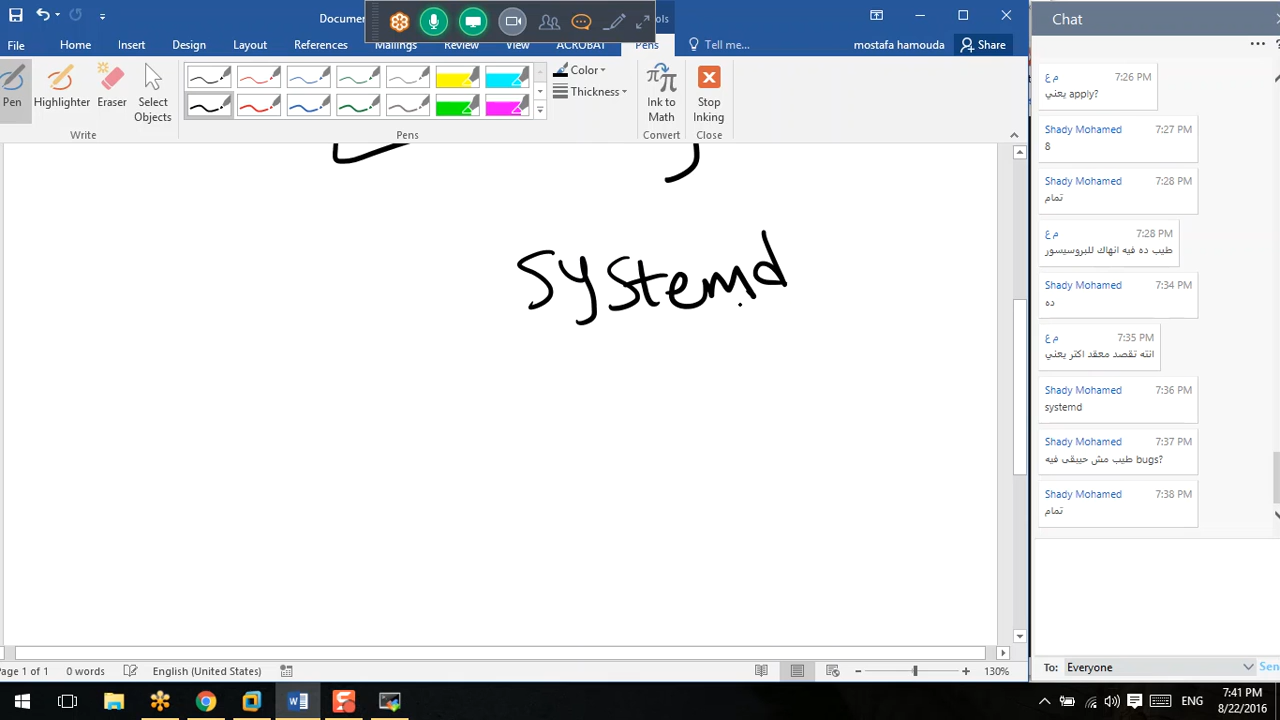 Documen
ols
File
Home
Insert
Design
Layout
References
Mailings
Review
View
ACROBAT
Pens
Tell me...
mostafa hamouda
Share
Pen
Highlighter
Eraser
Select Objects
Color
Thickness
Ink to Math
Stop Inking
Write
Pens
Convert
Close
systemd
Chat
م ع 7:26 PM
يعني apply?
Shady Mohamed 7:27 PM
8
Shady Mohamed 7:28 PM
تمام
م ع 7:28 PM
طيب ده فيه انهاك للبروسيسور
Shady Mohamed 7:34 PM
ده
م ع 7:35 PM
انته تقصد معقد اكتر يعني
Shady Mohamed 7:36 PM
systemd
Shady Mohamed 7:37 PM
طيب مش حيبقى فيه bugs?
Shady Mohamed 7:38 PM
تمام
To: Everyone
Sen
Page 1 of 1
0 words
English (United States)
130%
ENG
7:41 PM
8/22/2016